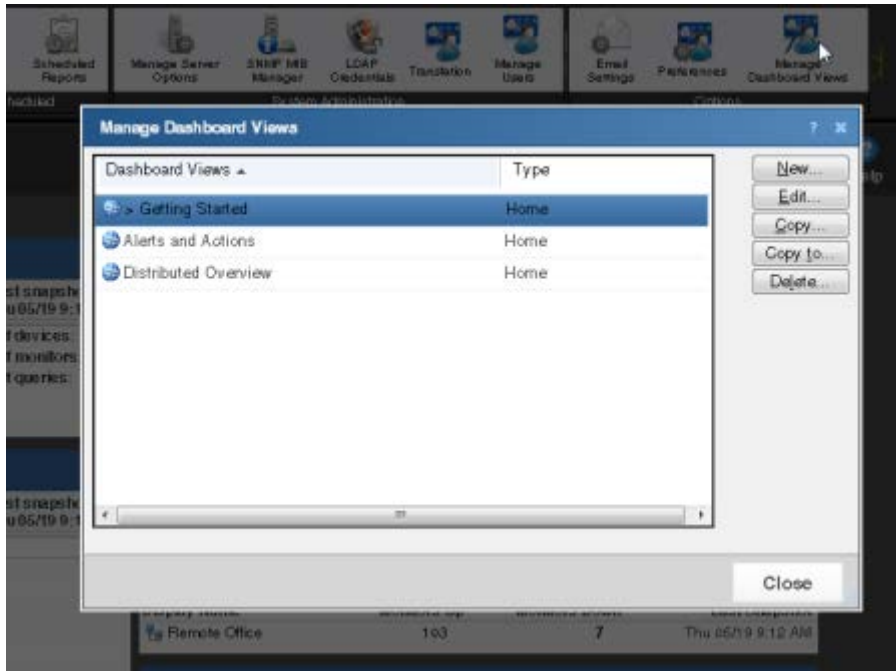 Scheduled Reports
Manage Server Options
SNMP MIB Manager
LDAP Credentials
Translation
Manage Users
Email Settings
Preferences
Manage Dashboard Views
System Administration
Options
Manage Dashboard Views
? ×
Dashboard Views
Type
> Getting Started
Home
Alerts and Actions
Home
Distributed Overview
Home
New...
Edit...
Copy...
Copy to...
Delete...
Close
Remote Office
103
7
Thu 05/19 9:12 AM